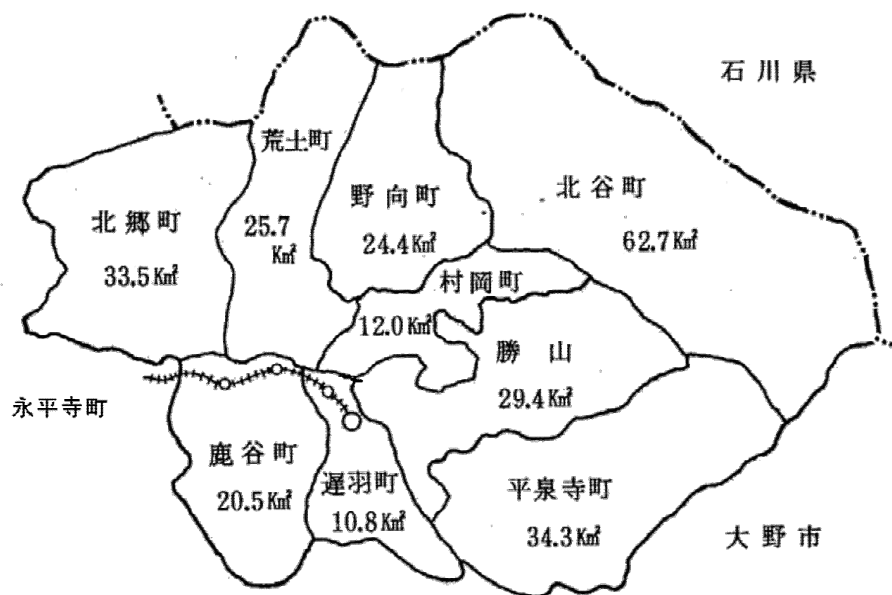 石川県
荒土町
25.7
K㎡
野向町
24.4K㎡
北谷町
62.7K㎡
北郷町
33.5K㎡
村岡町
12.0K㎡
勝山
29.4K㎡
永平寺町
鹿谷町
20.5K㎡
遅羽町
10.8K㎡
平泉寺町
34.3K㎡
大野市